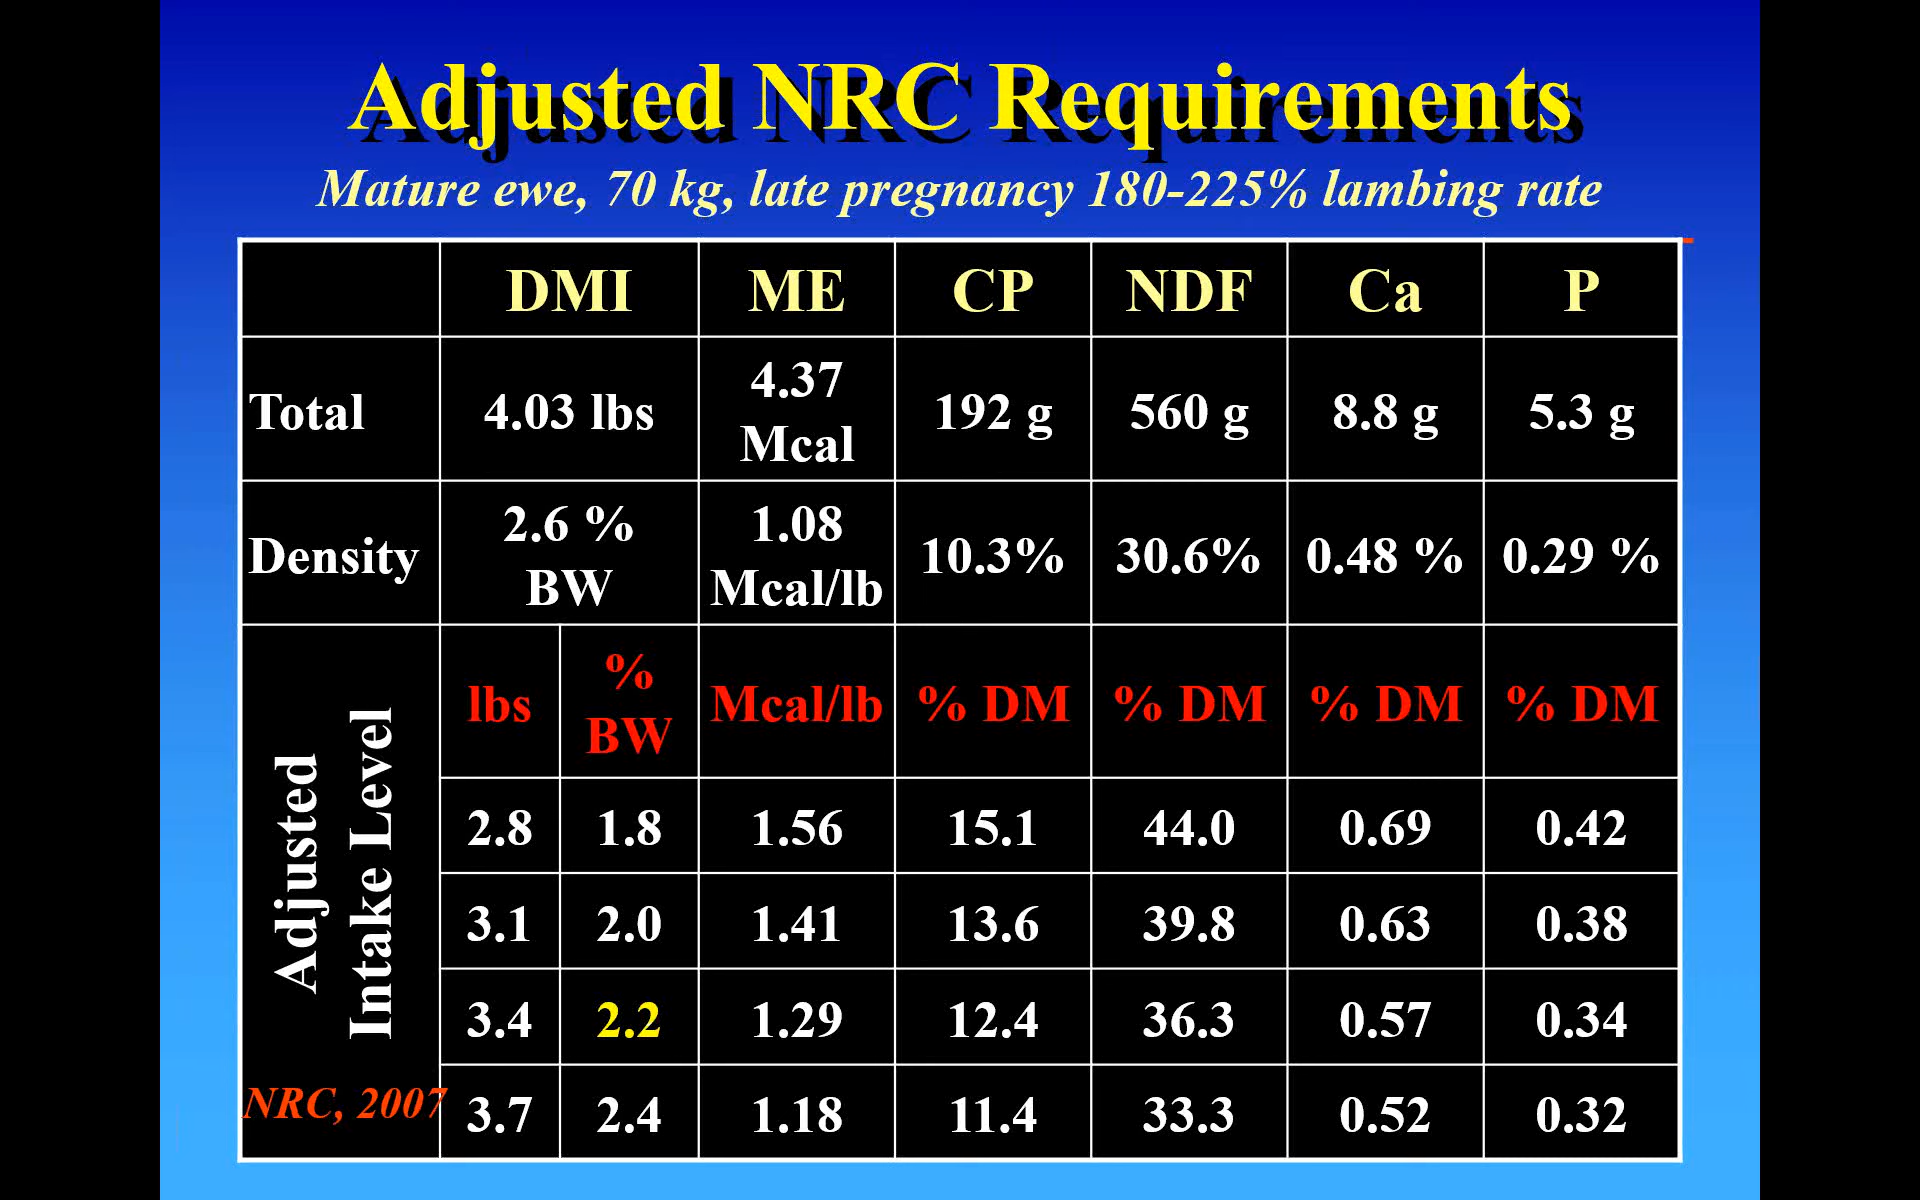 Adjusted NRC Requirements
Mature ewe, 70 kg, late pregnancy 180-225% lambing rate
DMI ME CP NDF Ca P
Total 4.03 lbs 4.37 Mcal 192 g 560 g 8.8 g 5.3 g
Density 2.6 % BW 1.08 Mcal/lb 10.3% 30.6% 0.48 % 0.29 %
Adjusted
Intake Level
lbs % BW Mcal/lb % DM % DM % DM % DM
2.8 1.8 1.56 15.1 44.0 0.69 0.42
3.1 2.0 1.41 13.6 39.8 0.63 0.38
3.4 2.2 1.29 12.4 36.3 0.57 0.34
3.7 2.4 1.18 11.4 33.3 0.52 0.32
NRC, 2007